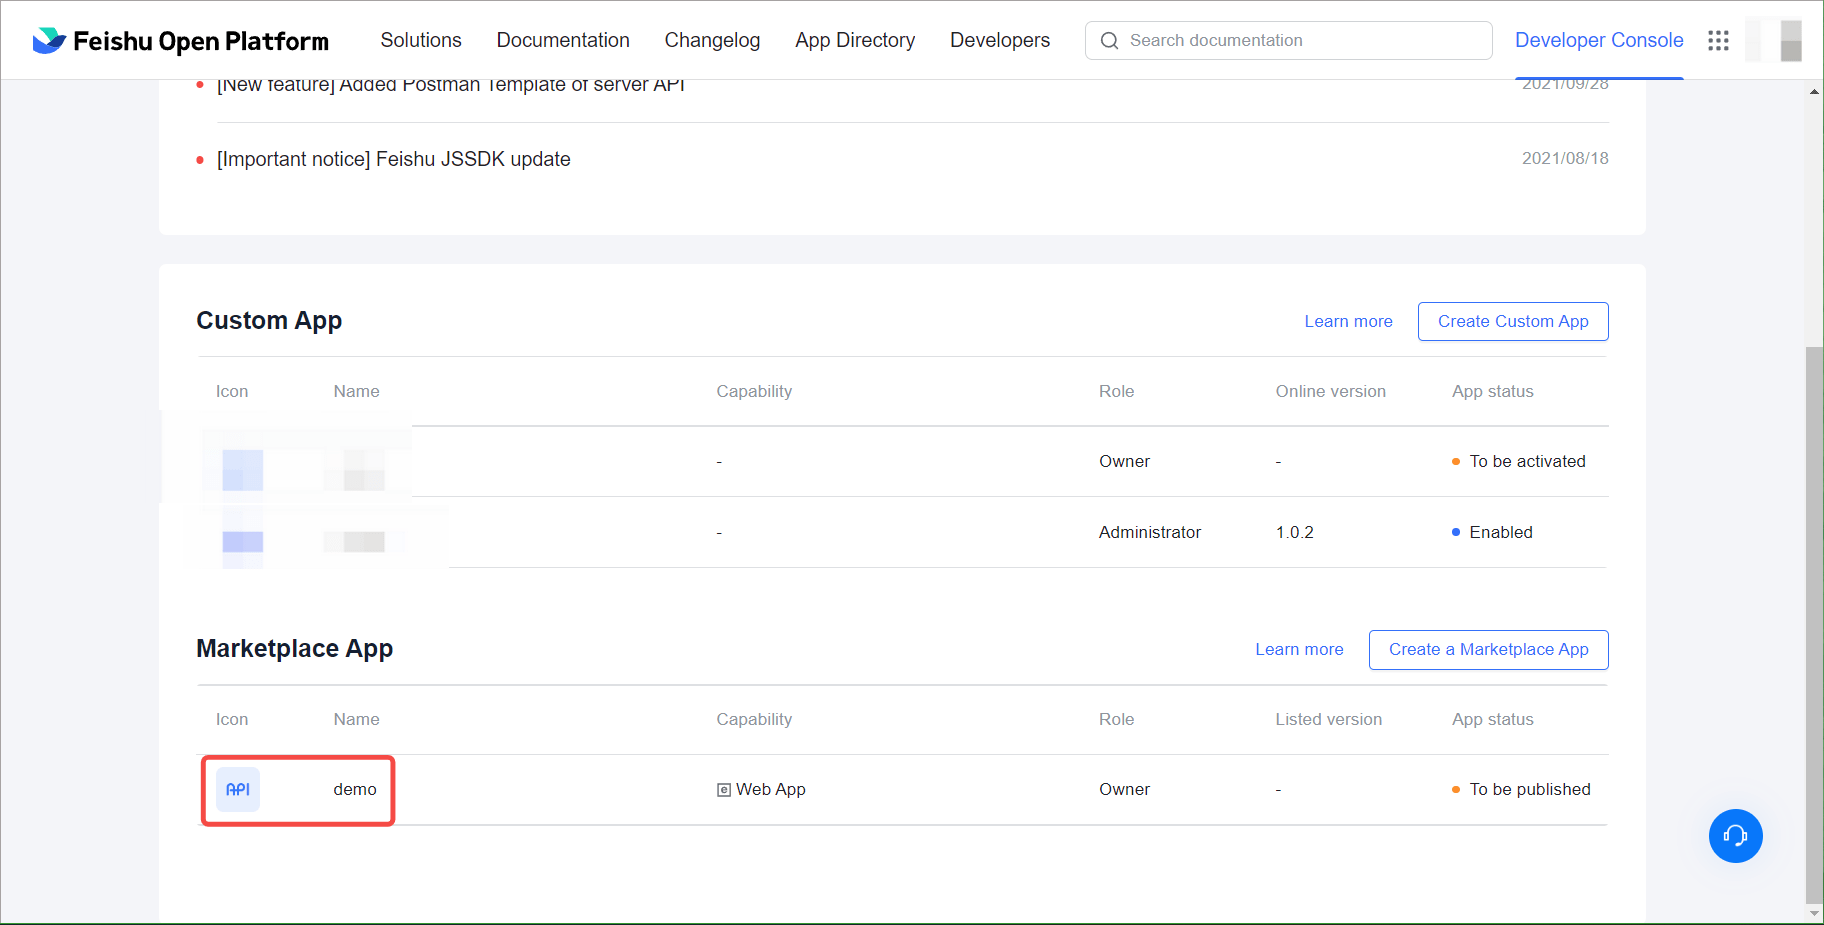 Feishu Open Platform Solutions Documentation Changelog App Directory Developers Search documentation Developer Console
[New feature] Added Postman Template of server API 2021/09/28
[Important notice] Feishu JSSDK update 2021/08/18
Custom App Learn more Create Custom App
Icon Name Capability Role Online version App status
- Owner - To be activated
- Administrator 1.0.2 Enabled
Marketplace App Learn more Create a Marketplace App
Icon Name Capability Role Listed version App status
API demo Web App Owner - To be published